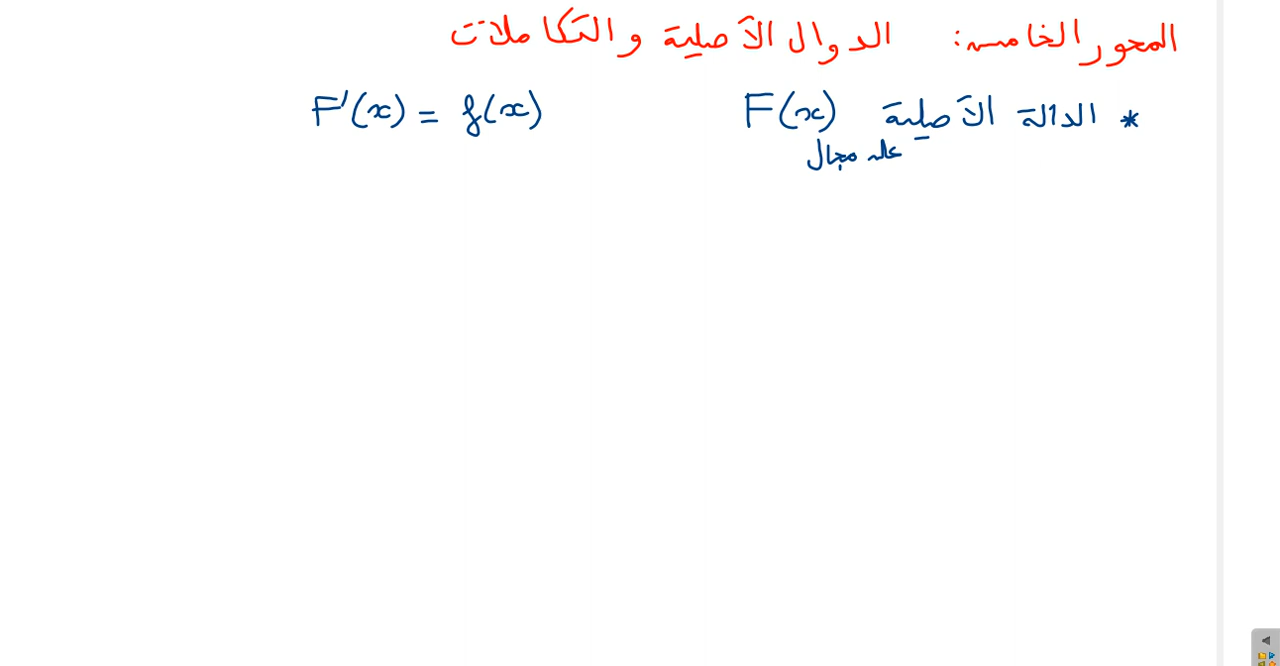 المحور الخامس: الدوال الأصلية والتكاملات
* الدالة الأصلية F(x) F'(x) = f(x)
على مجال